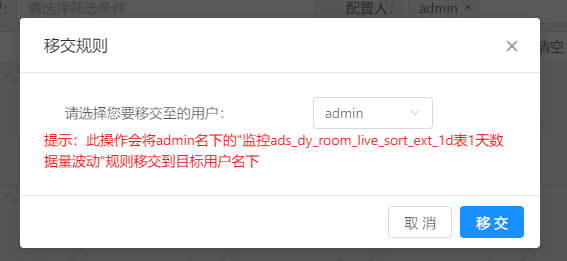 请选择筛选条件
配置人：
admin ×
清空
移交规则
请选择您要移交至的用户：
admin
提示：此操作会将admin名下的"监控ads_dy_room_live_sort_ext_1d表1天数
据量波动"规则移交到目标用户名下
取 消
移 交